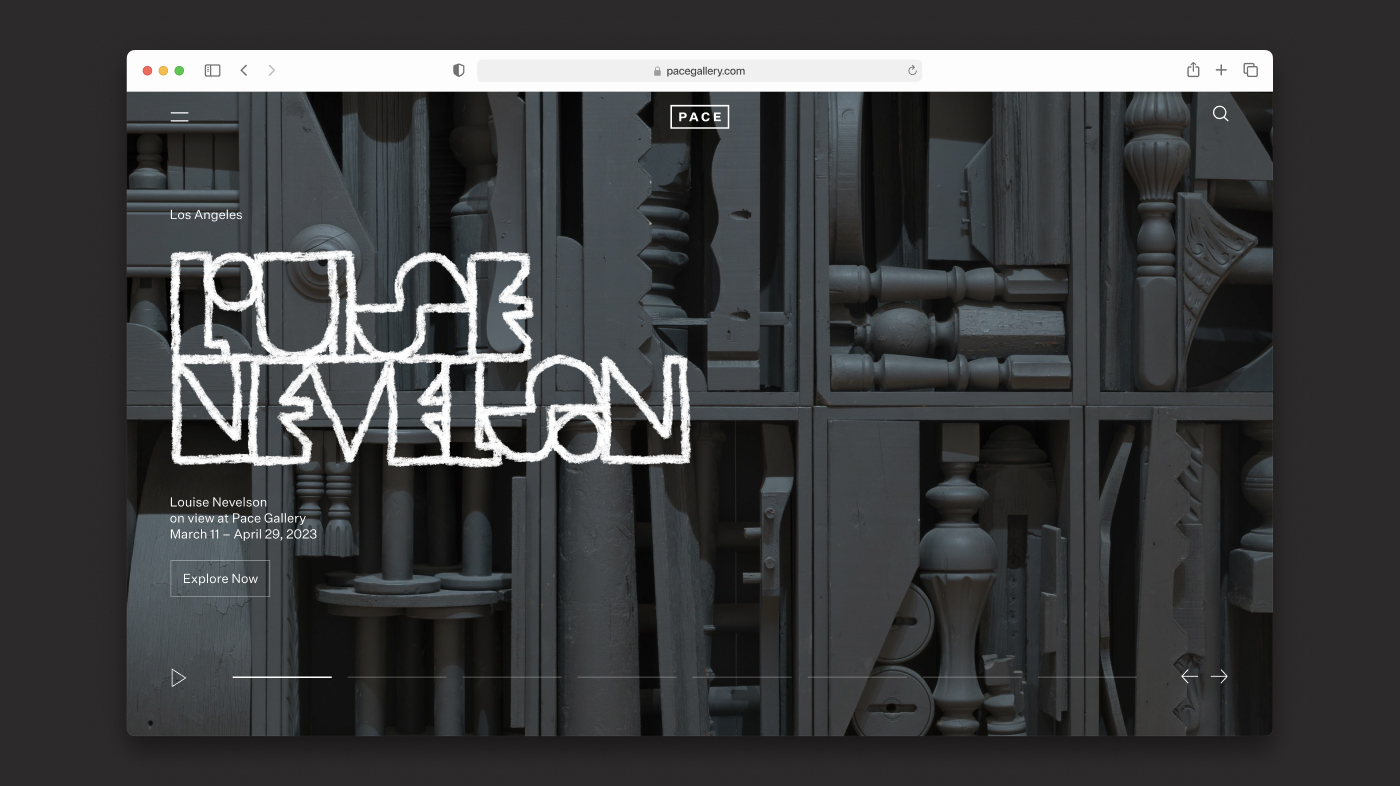 pacegallery.com
PACE
Los Angeles
LOUISE
NEVELSON
Louise Nevelson
on view at Pace Gallery
March 11 – April 29, 2023
Explore Now